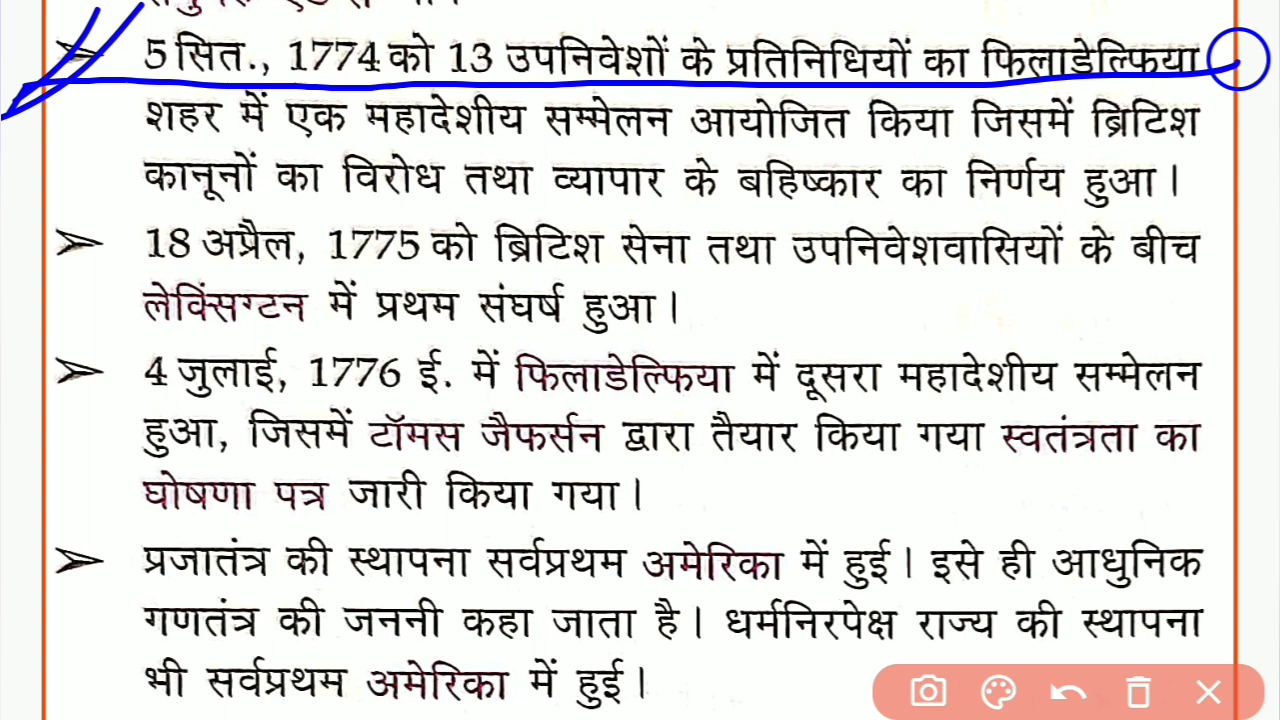 5 सित., 1774 को 13 उपनिवेशों के प्रतिनिधियों का फिलाडेल्फिया
शहर में एक महादेशीय सम्मेलन आयोजित किया जिसमें ब्रिटिश
कानूनों का विरोध तथा व्यापार के बहिष्कार का निर्णय हुआ।
18 अप्रैल, 1775 को ब्रिटिश सेना तथा उपनिवेशवासियों के बीच
लेक्सिंग्टन में प्रथम संघर्ष हुआ।
4 जुलाई, 1776 ई. में फिलाडेल्फिया में दूसरा महादेशीय सम्मेलन
हुआ, जिसमें टॉमस जैफर्सन द्वारा तैयार किया गया स्वतंत्रता का
घोषणा पत्र जारी किया गया।
प्रजातंत्र की स्थापना सर्वप्रथम अमेरिका में हुई। इसे ही आधुनिक
गणतंत्र की जननी कहा जाता है। धर्मनिरपेक्ष राज्य की स्थापना
भी सर्वप्रथम अमेरिका में हुई।